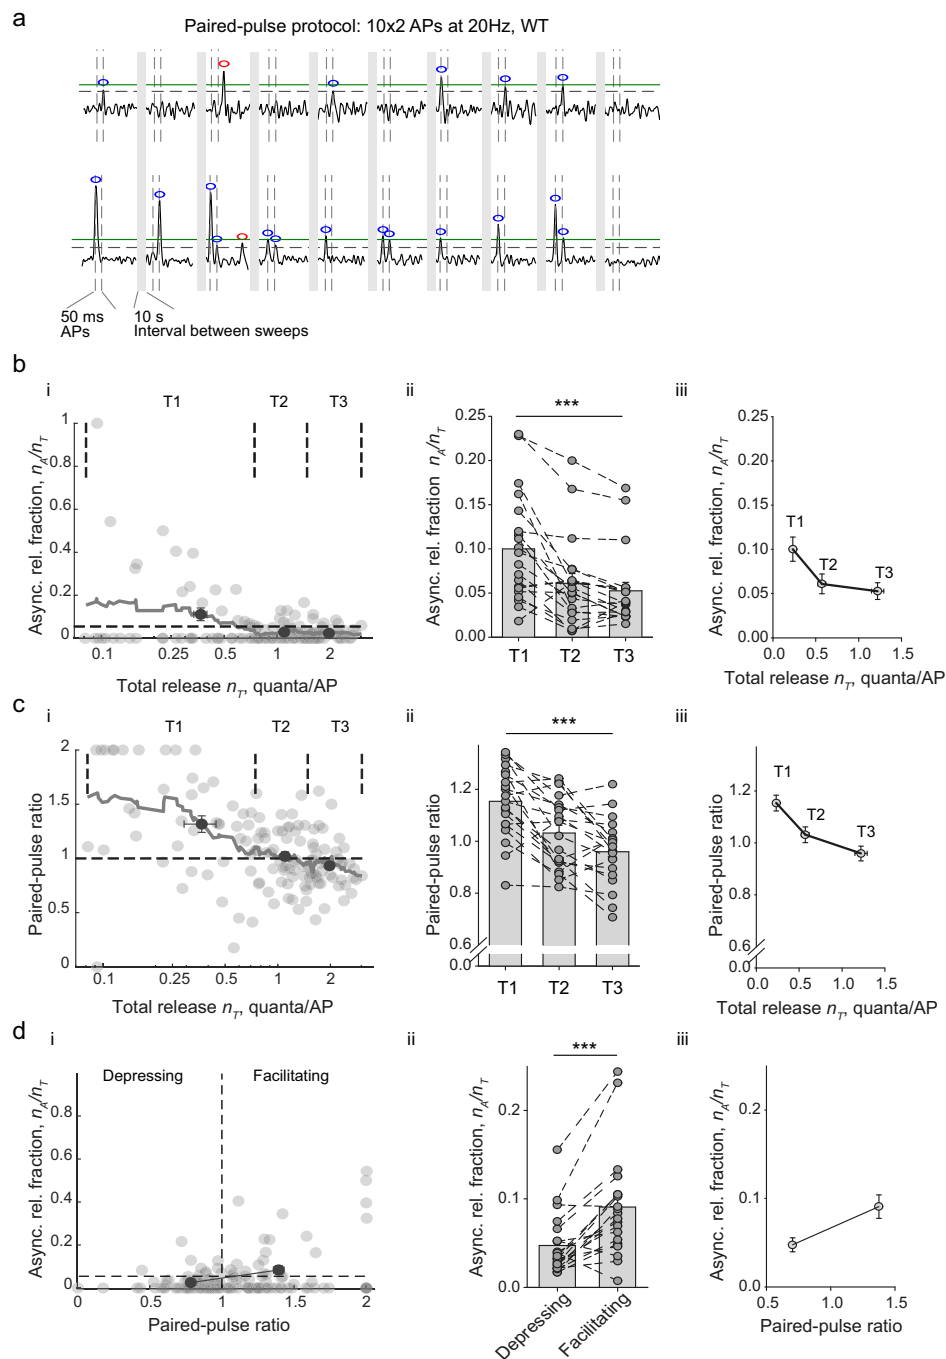 a
Paired-pulse protocol: 10x2 APs at 20Hz, WT
50 ms
APs
10 s
Interval between sweeps
b
i
T1
T2
T3
1
0.8
0.6
0.4
0.2
0
Async. rel. fraction, nA/nT
0.1
0.25
0.5
1
2
Total release nT, quanta/AP
ii
***
0.25
0.20
0.15
0.10
0.05
0.00
Async. rel. fraction nA/nT
T1
T2
T3
iii
0.25
0.20
0.15
0.10
0.05
0.00
Async. rel. fraction, nA/nT
T1
T2
T3
0.0
0.5
1.0
1.5
Total release nT, quanta/AP
c
i
T1
T2
T3
2
1.5
1
0.5
0
Paired-pulse ratio
0.1
0.25
0.5
1
2
Total release nT, quanta/AP
ii
***
1.2
1.0
0.8
0.6
0.0
Paired-pulse ratio
T1
T2
T3
iii
1.2
1.0
0.8
0.6
0.0
Paired-pulse ratio
T1
T2
T3
0.0
0.5
1.0
1.5
Total release nT, quanta/AP
d
i
Depressing
Facilitating
0.8
0.6
0.4
0.2
0
Async. rel. fraction, nA/nT
0
0.5
1
1.5
2
Paired-pulse ratio
ii
***
0.2
0.1
0.0
Async. rel. fraction, nA/nT
Depressing
Facilitating
iii
0.2
0.1
0.0
Async. rel. fraction, nA/nT
0.5
1.0
1.5
Paired-pulse ratio